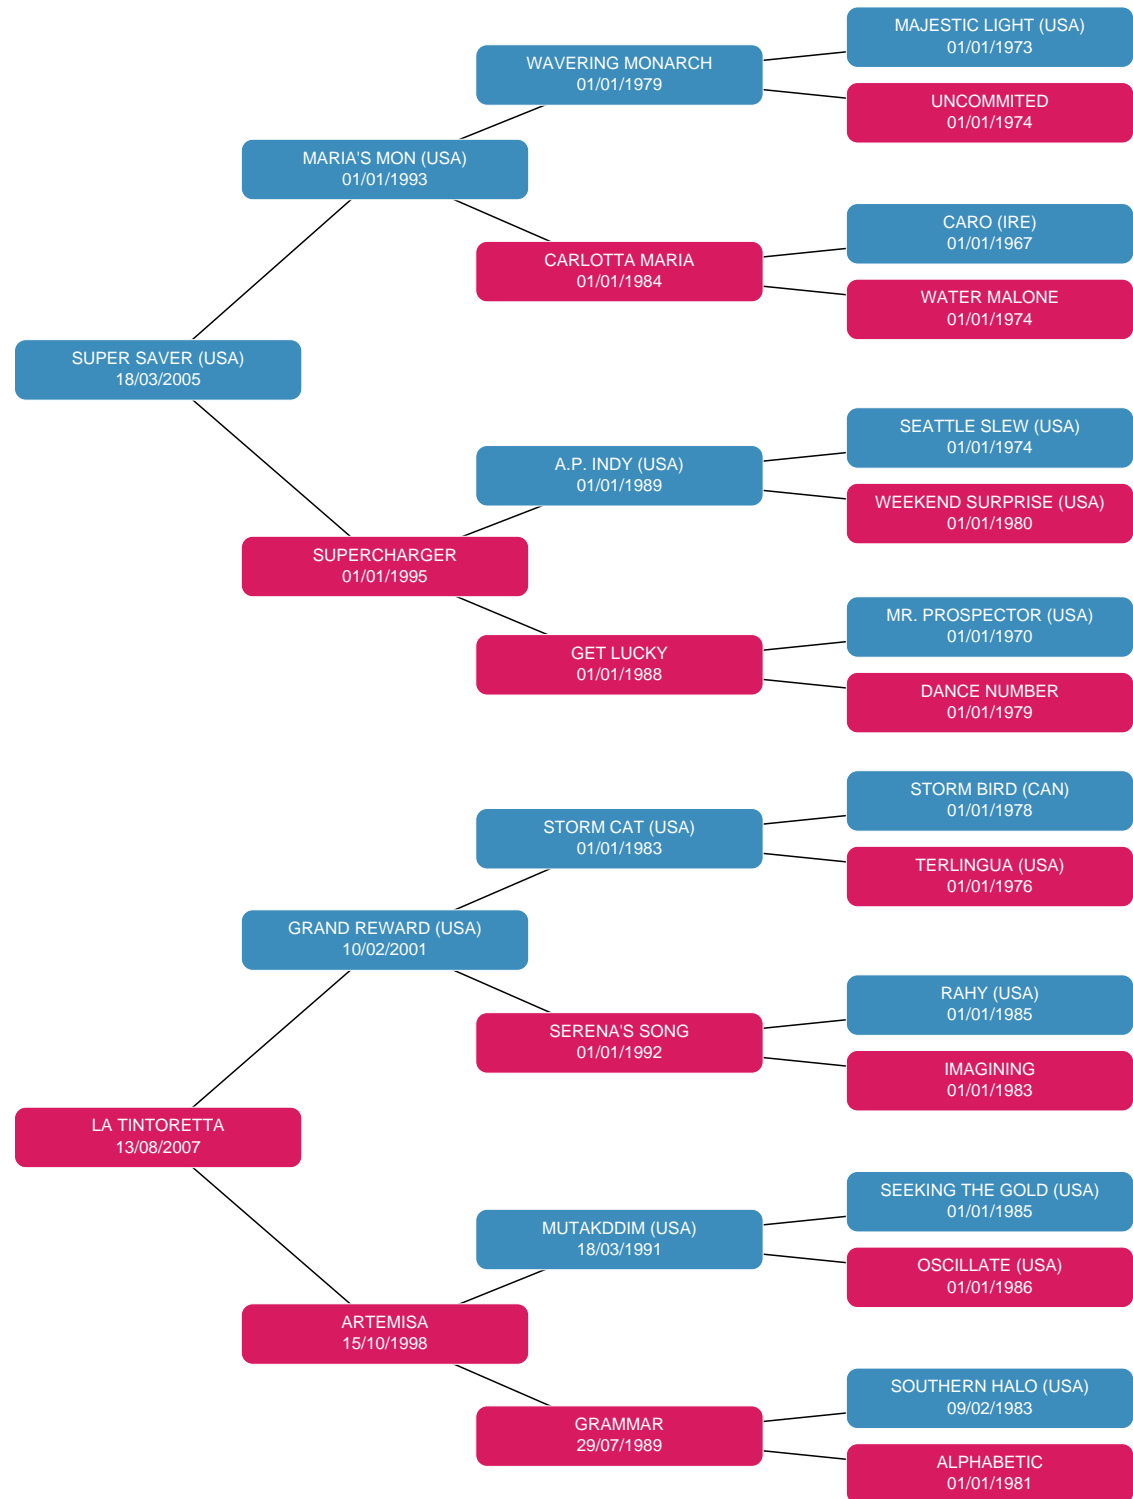 MAJESTIC LIGHT (USA)
01/01/1973
WAVERING MONARCH
01/01/1979
UNCOMMITED
01/01/1974
MARIA'S MON (USA)
01/01/1993
CARO (IRE)
01/01/1967
CARLOTTA MARIA
01/01/1984
WATER MALONE
01/01/1974
SUPER SAVER (USA)
18/03/2005
SEATTLE SLEW (USA)
01/01/1974
A.P. INDY (USA)
01/01/1989
WEEKEND SURPRISE (USA)
01/01/1980
SUPERCHARGER
01/01/1995
MR. PROSPECTOR (USA)
01/01/1970
GET LUCKY
01/01/1988
DANCE NUMBER
01/01/1979
STORM BIRD (CAN)
01/01/1978
STORM CAT (USA)
01/01/1983
TERLINGUA (USA)
01/01/1976
GRAND REWARD (USA)
10/02/2001
RAHY (USA)
01/01/1985
SERENA'S SONG
01/01/1992
IMAGINING
01/01/1983
LA TINTORETTA
13/08/2007
SEEKING THE GOLD (USA)
01/01/1985
MUTAKDDIM (USA)
18/03/1991
OSCILLATE (USA)
01/01/1986
ARTEMISA
15/10/1998
SOUTHERN HALO (USA)
09/02/1983
GRAMMAR
29/07/1989
ALPHABETIC
01/01/1981